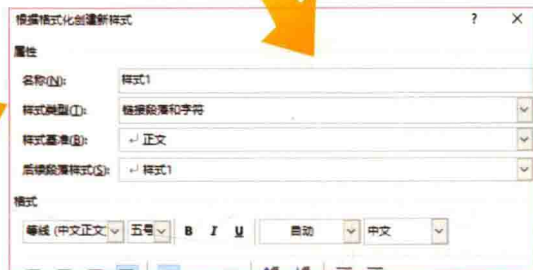 根据格式化创建新样式 ? ×
属性
名称(N): 样式1
样式类型(T): 链接段落和字符
样式基准(B): ↵ 正文
后续段落样式(S): ↵ 样式1
格式
等线 (中文正文 五号 B I U 自动 中文